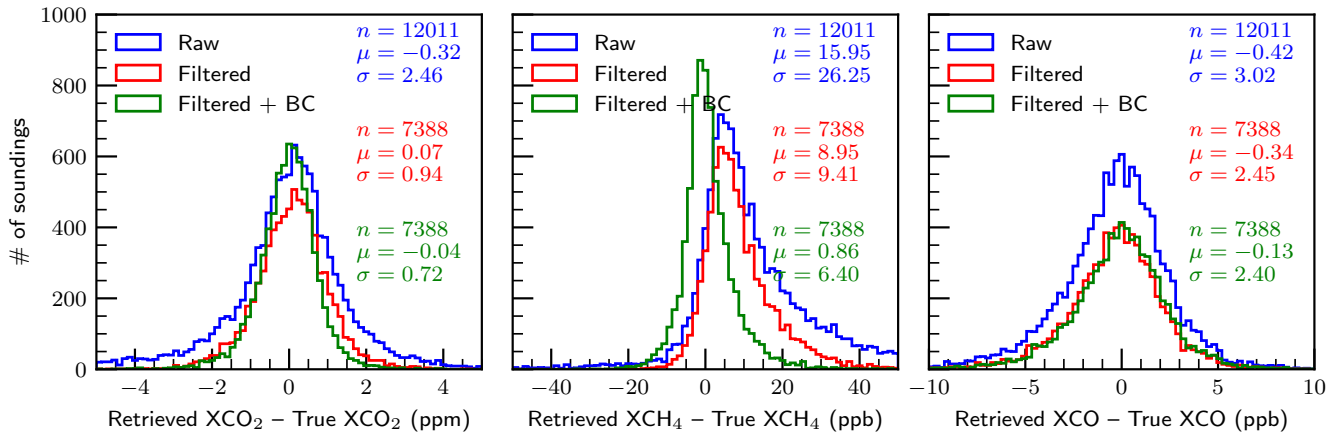 1000
800
600
400
200
0
# of soundings
Raw
Filtered
Filtered + BC
n = 12011
μ = −0.32
σ = 2.46
n = 7388
μ = 0.07
σ = 0.94
n = 7388
μ = −0.04
σ = 0.72
−4 −2 0 2 4
Retrieved XCO₂ – True XCO₂ (ppm)
Raw
Filtered
Filtered + BC
n = 12011
μ = 15.95
σ = 26.25
n = 7388
μ = 8.95
σ = 9.41
n = 7388
μ = 0.86
σ = 6.40
−40 −20 0 20 40
Retrieved XCH₄ – True XCH₄ (ppb)
Raw
Filtered
Filtered + BC
n = 12011
μ = −0.42
σ = 3.02
n = 7388
μ = −0.34
σ = 2.45
n = 7388
μ = −0.13
σ = 2.40
−10 −5 0 5 10
Retrieved XCO – True XCO (ppb)